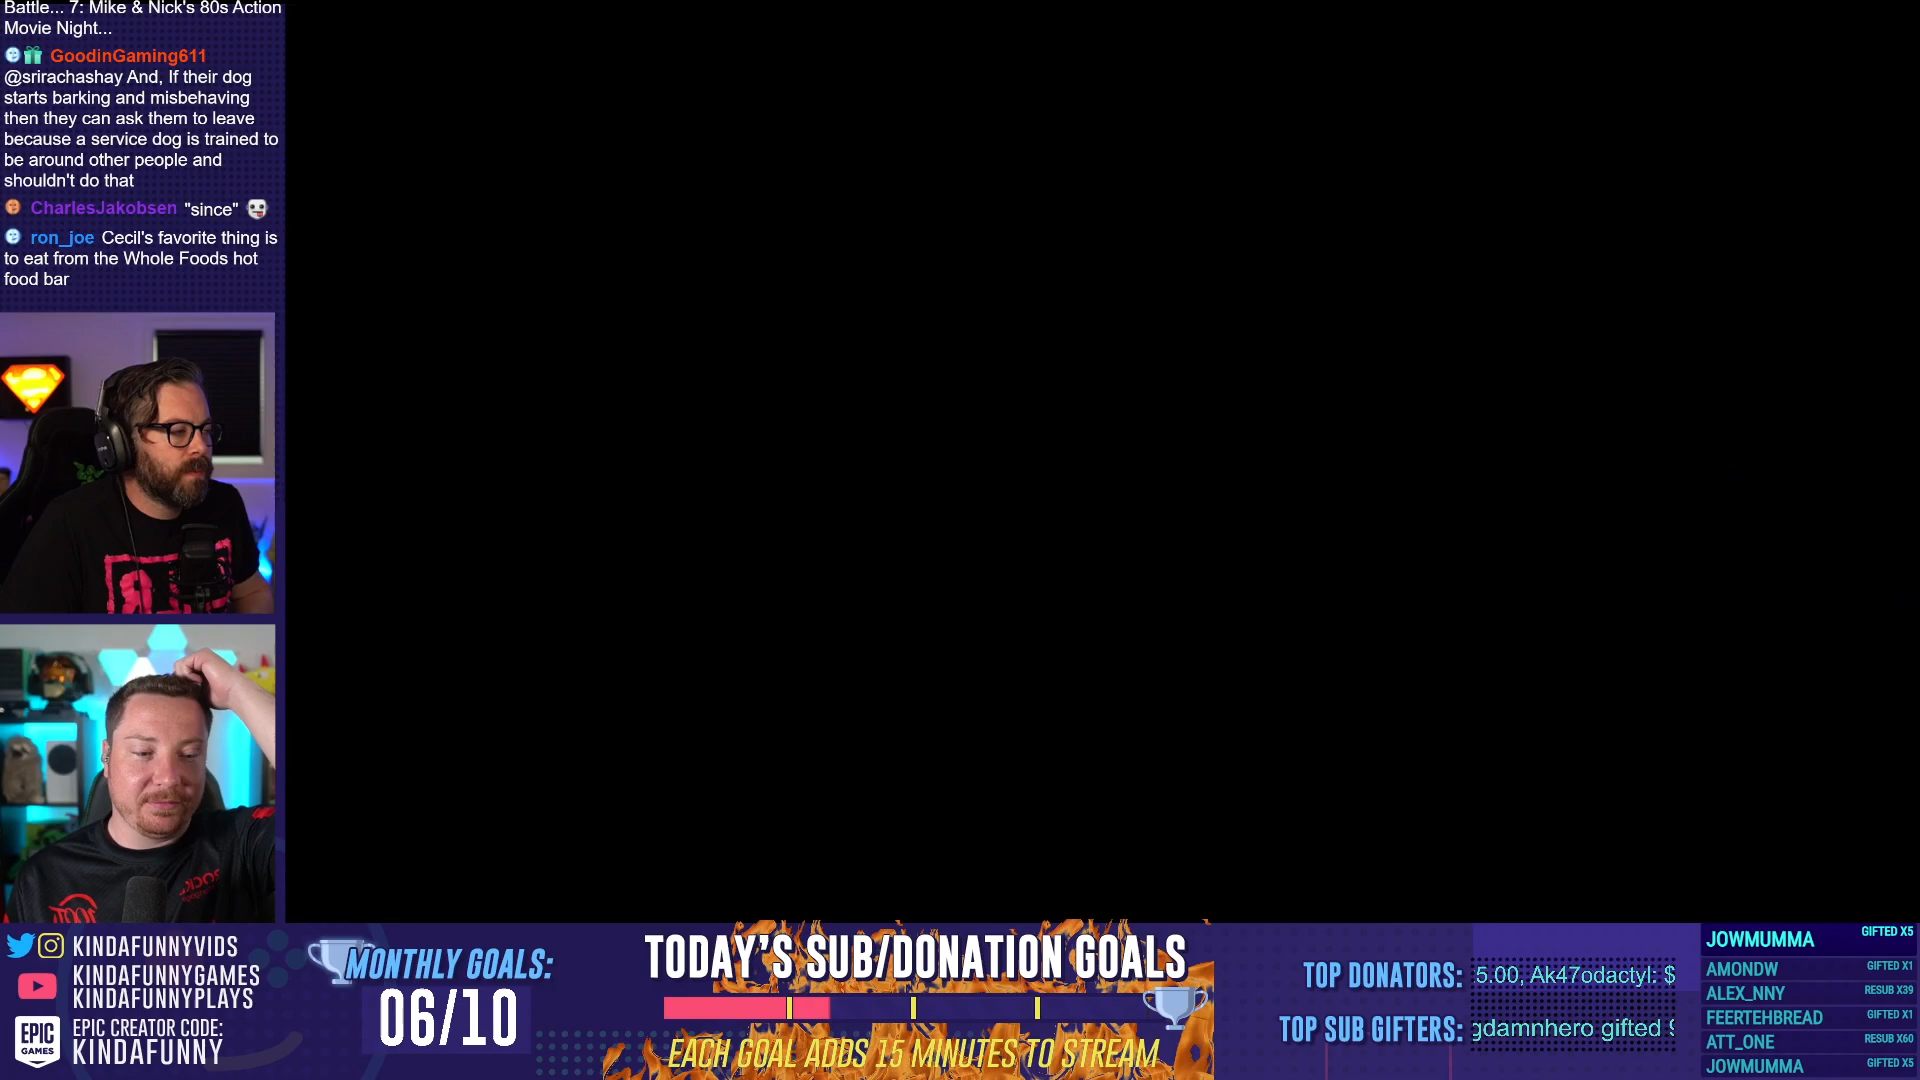 Battle... 7: Mike & Nick's 80s Action
Movie Night...
GoodinGaming611
@srirachashay And, If their dog
starts barking and misbehaving
then they can ask them to leave
because a service dog is trained to
be around other people and
shouldn't do that
CharlesJakobsen "since"
ron_joe Cecil's favorite thing is
to eat from the Whole Foods hot
food bar
KINDAFUNNYVIDS
KINDAFUNNYGAMES
KINDAFUNNYPLAYS
EPIC GAMES
EPIC CREATOR CODE:
KINDAFUNNY
MONTHLY GOALS:
06/10
TODAY'S SUB/DONATION GOALS
EACH GOAL ADDS 15 MINUTES TO STREAM
TOP DONATORS: 5.00, Ak47odactyl: $
TOP SUB GIFTERS: gdamnhero gifted
JOWMUMMA GIFTED X5
AMONDW GIFTED X1
ALEX_NNY RESUB X39
FEERTEHBREAD GIFTED X1
ATT_ONE RESUB X60
JOWMUMMA GIFTED X5